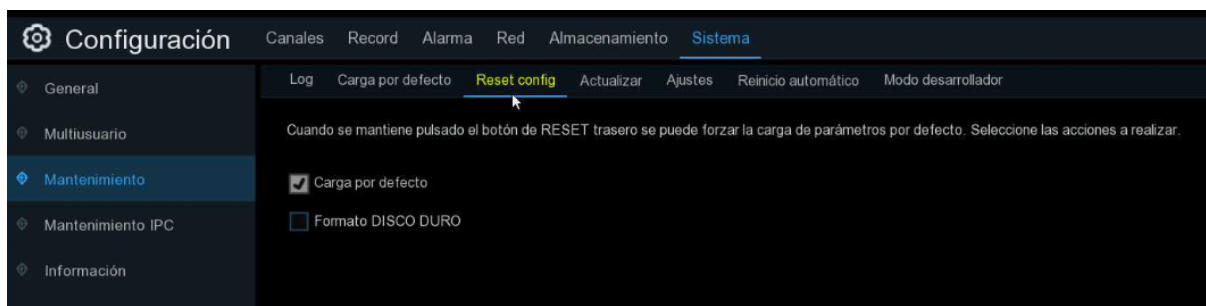 Configuración
Canales Record Alarma Red Almacenamiento Sistema
General
Log Carga por defecto Reset config Actualizar Ajustes Reinicio automático Modo desarrollador
Multiusuario
Cuando se mantiene pulsado el botón de RESET trasero se puede forzar la carga de parámetros por defecto. Seleccione las acciones a realizar.
Mantenimiento
Carga por defecto
Mantenimiento IPC
Formato DISCO DURO
Información